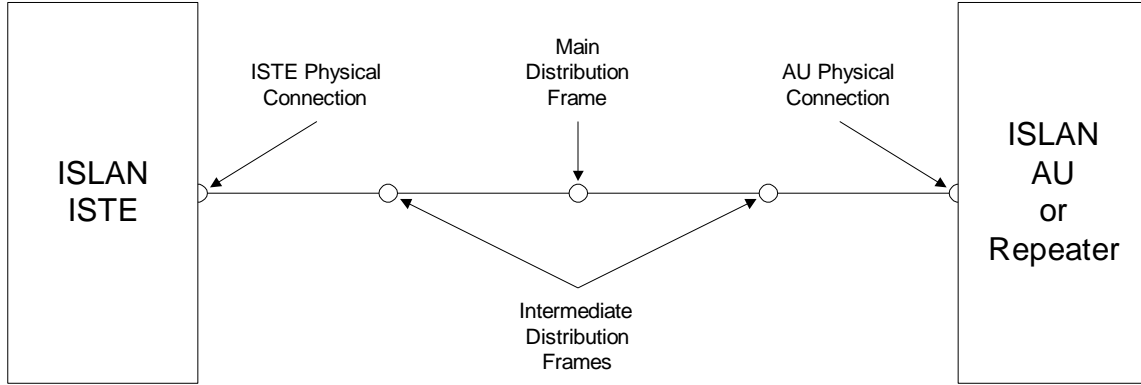 ISLAN
ISTE
ISTE Physical
Connection
Main
Distribution
Frame
AU Physical
Connection
ISLAN
AU
or
Repeater
Intermediate
Distribution
Frames